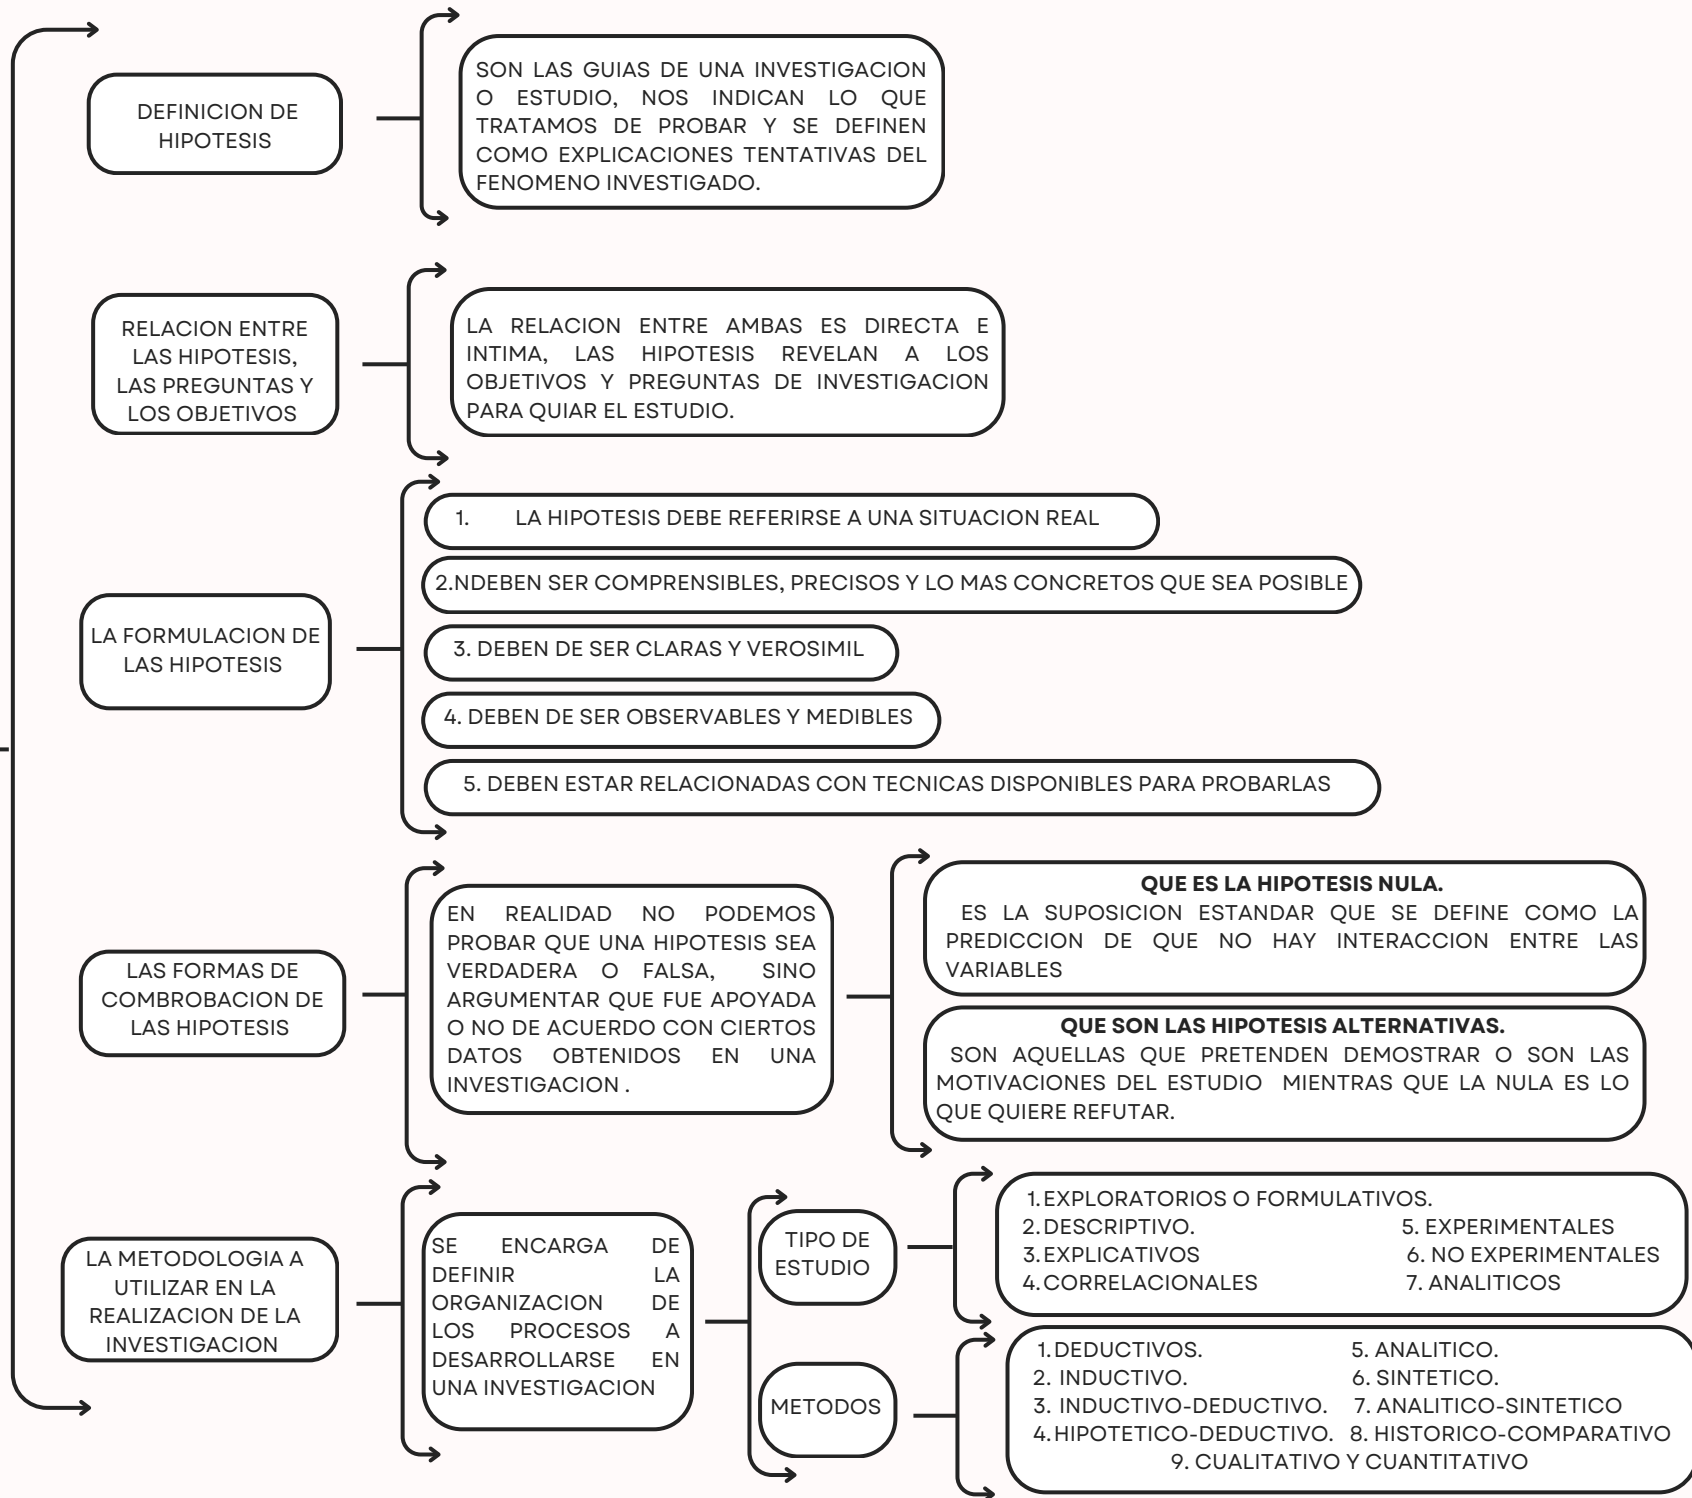 DEFINICION DE
HIPOTESIS
SON LAS GUIAS DE UNA INVESTIGACION
O ESTUDIO, NOS INDICAN LO QUE
TRATAMOS DE PROBAR Y SE DEFINEN
COMO EXPLICACIONES TENTATIVAS DEL
FENOMENO INVESTIGADO.
RELACION ENTRE
LAS HIPOTESIS,
LAS PREGUNTAS Y
LOS OBJETIVOS
LA RELACION ENTRE AMBAS ES DIRECTA E
INTIMA, LAS HIPOTESIS REVELAN A LOS
OBJETIVOS Y PREGUNTAS DE INVESTIGACION
PARA QUIAR EL ESTUDIO.
LA FORMULACION DE
LAS HIPOTESIS
1. LA HIPOTESIS DEBE REFERIRSE A UNA SITUACION REAL
2.NDEBEN SER COMPRENSIBLES, PRECISOS Y LO MAS CONCRETOS QUE SEA POSIBLE
3. DEBEN DE SER CLARAS Y VEROSIMIL
4. DEBEN DE SER OBSERVABLES Y MEDIBLES
5. DEBEN ESTAR RELACIONADAS CON TECNICAS DISPONIBLES PARA PROBARLAS
LAS FORMAS DE
COMBROBACION DE
LAS HIPOTESIS
EN REALIDAD NO PODEMOS
PROBAR QUE UNA HIPOTESIS SEA
VERDADERA O FALSA, SINO
ARGUMENTAR QUE FUE APOYADA
O NO DE ACUERDO CON CIERTOS
DATOS OBTENIDOS EN UNA
INVESTIGACION .
QUE ES LA HIPOTESIS NULA.
ES LA SUPOSICION ESTANDAR QUE SE DEFINE COMO LA
PREDICCION DE QUE NO HAY INTERACCION ENTRE LAS
VARIABLES
QUE SON LAS HIPOTESIS ALTERNATIVAS.
SON AQUELLAS QUE PRETENDEN DEMOSTRAR O SON LAS
MOTIVACIONES DEL ESTUDIO MIENTRAS QUE LA NULA ES LO
QUE QUIERE REFUTAR.
LA METODOLOGIA A
UTILIZAR EN LA
REALIZACION DE LA
INVESTIGACION
SE ENCARGA DE
DEFINIR LA
ORGANIZACION DE
LOS PROCESOS A
DESARROLLARSE EN
UNA INVESTIGACION
TIPO DE
ESTUDIO
1. EXPLORATORIOS O FORMULATIVOS.
2. DESCRIPTIVO. 5. EXPERIMENTALES
3. EXPLICATIVOS 6. NO EXPERIMENTALES
4. CORRELACIONALES 7. ANALITICOS
METODOS
1. DEDUCTIVOS. 5. ANALITICO.
2. INDUCTIVO. 6. SINTETICO.
3. INDUCTIVO-DEDUCTIVO. 7. ANALITICO-SINTETICO
4. HIPOTETICO-DEDUCTIVO. 8. HISTORICO-COMPARATIVO
9. CUALITATIVO Y CUANTITATIVO